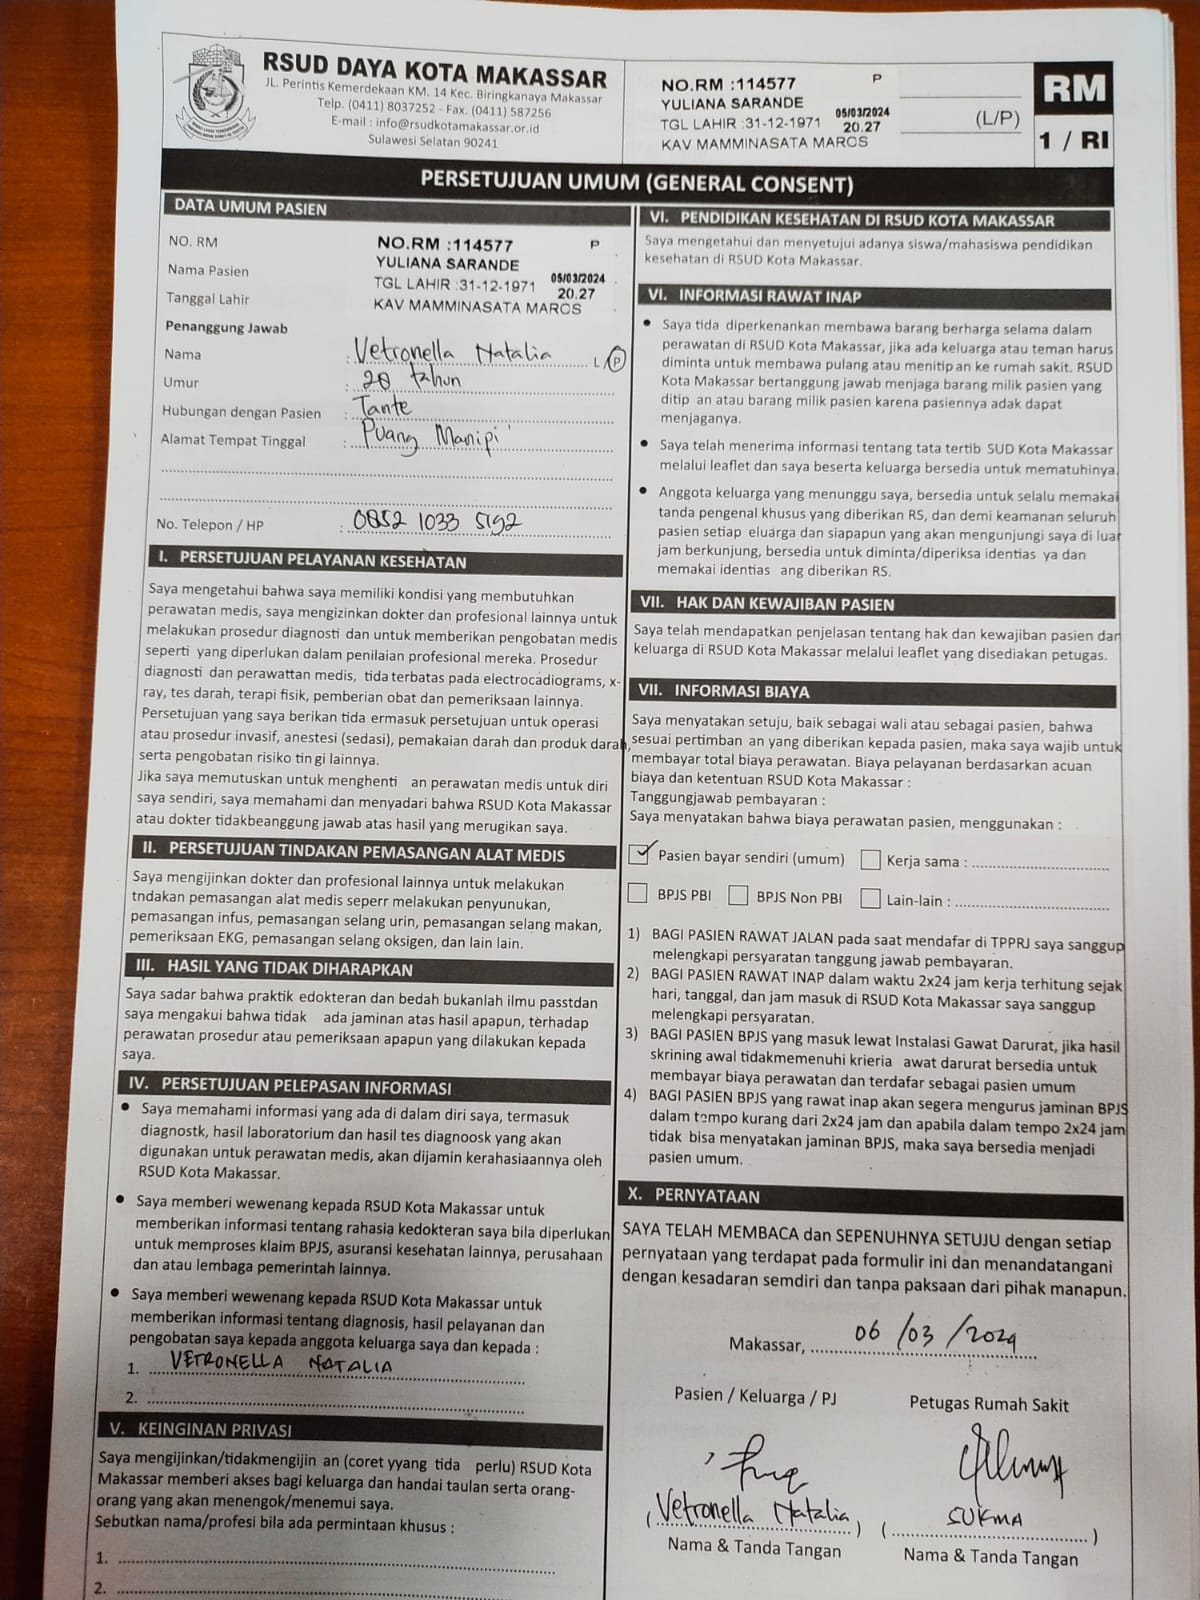 RSUD DAYA KOTA MAKASSAR
JL. Perintis Kemerdekaan KM. 14 Kec. Biringkanaya Makassar
Telp. (0411) 8037252 - Fax. (0411) 587256
E-mail : info@rsudkotamakassar.or.id
Sulawesi Selatan 90241
NO.RM :114577 P
YULIANA SARANDE 05/03/2024
TGL LAHIR :31-12-1971 20.27
KAV MAMMINASATA MAROS
(L/P)
RM
1 / RI
PERSETUJUAN UMUM (GENERAL CONSENT)
DATA UMUM PASIEN
NO. RM
Nama Pasien
Tanggal Lahir
NO.RM :114577 P
YULIANA SARANDE 05/03/2024
TGL LAHIR :31-12-1971 20.27
KAV MAMMINASATA MAROS
Penanggung Jawab
Nama : Vetronella Natalia L/P
Umur : 28 tahun
Hubungan dengan Pasien : Tante
Alamat Tempat Tinggal : Puang Manipi'
No. Telepon / HP : 0852 1033 5192
I. PERSETUJUAN PELAYANAN KESEHATAN
Saya mengetahui bahwa saya memiliki kondisi yang membutuhkan
perawatan medis, saya mengizinkan dokter dan profesional lainnya untuk
melakukan prosedur diagnosti dan untuk memberikan pengobatan medis
seperti yang diperlukan dalam penilaian profesional mereka. Prosedur
diagnosti dan perawattan medis, tida terbatas pada electrocadiograms, x-
ray, tes darah, terapi fisik, pemberian obat dan pemeriksaan lainnya.
Persetujuan yang saya berikan tida ermasuk persetujuan untuk operasi
atau prosedur invasif, anestesi (sedasi), pemakaian darah dan produk darah,
serta pengobatan risiko tin gi lainnya.
Jika saya memutuskan untuk menghenti an perawatan medis untuk diri
saya sendiri, saya memahami dan menyadari bahwa RSUD Kota Makassar
atau dokter tidakbeanggung jawab atas hasil yang merugikan saya.
II. PERSETUJUAN TINDAKAN PEMASANGAN ALAT MEDIS
Saya mengijinkan dokter dan profesional lainnya untuk melakukan
tndakan pemasangan alat medis seperr melakukan penyunukan,
pemasangan infus, pemasangan selang urin, pemasangan selang makan,
pemeriksaan EKG, pemasangan selang oksigen, dan lain lain.
III. HASIL YANG TIDAK DIHARAPKAN
Saya sadar bahwa praktik edokteran dan bedah bukanlah ilmu passtdan
saya mengakui bahwa tidak ada jaminan atas hasil apapun, terhadap
perawatan prosedur atau pemeriksaan apapun yang dilakukan kepada
saya.
IV. PERSETUJUAN PELEPASAN INFORMASI
• Saya memahami informasi yang ada di dalam diri saya, termasuk
diagnostk, hasil laboratorium dan hasil tes diagnoosk yang akan
digunakan untuk perawatan medis, akan dijamin kerahasiaannya oleh
RSUD Kota Makassar.
• Saya memberi wewenang kepada RSUD Kota Makassar untuk
memberikan informasi tentang rahasia kedokteran saya bila diperlukan
untuk memproses klaim BPJS, asuransi kesehatan lainnya, perusahaan
dan atau lembaga pemerintah lainnya.
• Saya memberi wewenang kepada RSUD Kota Makassar untuk
memberikan informasi tentang diagnosis, hasil pelayanan dan
pengobatan saya kepada anggota keluarga saya dan kepada :
1. VETRONELLA NATALIA
2.
V. KEINGINAN PRIVASI
Saya mengijinkan/tidakmengijin an (coret yyang tida perlu) RSUD Kota
Makassar memberi akses bagi keluarga dan handai taulan serta orang-
orang yang akan menengok/menemui saya.
Sebutkan nama/profesi bila ada permintaan khusus :
1.
2.
VI. PENDIDIKAN KESEHATAN DI RSUD KOTA MAKASSAR
Saya mengetahui dan menyetujui adanya siswa/mahasiswa pendidikan
kesehatan di RSUD Kota Makassar.
VI. INFORMASI RAWAT INAP
• Saya tida diperkenankan membawa barang berharga selama dalam
perawatan di RSUD Kota Makassar, jika ada keluarga atau teman harus
diminta untuk membawa pulang atau menitip an ke rumah sakit. RSUD
Kota Makassar bertanggung jawab menjaga barang milik pasien yang
ditip an atau barang milik pasien karena pasiennya adak dapat
menjaganya.
• Saya telah menerima informasi tentang tata tertib SUD Kota Makassar
melalui leaflet dan saya beserta keluarga bersedia untuk mematuhinya.
• Anggota keluarga yang menunggu saya, bersedia untuk selalu memakai
tanda pengenal khusus yang diberikan RS, dan demi keamanan seluruh
pasien setiap eluarga dan siapapun yang akan mengunjungi saya di luar
jam berkunjung, bersedia untuk diminta/diperiksa identias ya dan
memakai identias ang diberikan RS.
VII. HAK DAN KEWAJIBAN PASIEN
Saya telah mendapatkan penjelasan tentang hak dan kewajiban pasien dan
keluarga di RSUD Kota Makassar melalui leaflet yang disediakan petugas.
VII. INFORMASI BIAYA
Saya menyatakan setuju, baik sebagai wali atau sebagai pasien, bahwa
sesuai pertimban an yang diberikan kepada pasien, maka saya wajib untuk
membayar total biaya perawatan. Biaya pelayanan berdasarkan acuan
biaya dan ketentuan RSUD Kota Makassar :
Tanggungjawab pembayaran :
Saya menyatakan bahwa biaya perawatan pasien, menggunakan :
Pasien bayar sendiri (umum) Kerja sama :
BPJS PBI BPJS Non PBI Lain-lain :
1) BAGI PASIEN RAWAT JALAN pada saat mendafar di TPPRJ saya sanggup
melengkapi persyaratan tanggung jawab pembayaran.
2) BAGI PASIEN RAWAT INAP dalam waktu 2x24 jam kerja terhitung sejak
hari, tanggal, dan jam masuk di RSUD Kota Makassar saya sanggup
melengkapi persyaratan.
3) BAGI PASIEN BPJS yang masuk lewat Instalasi Gawat Darurat, jika hasil
skrining awal tidakmemenuhi krieria awat darurat bersedia untuk
membayar biaya perawatan dan terdafar sebagai pasien umum
4) BAGI PASIEN BPJS yang rawat inap akan segera mengurus jaminan BPJS
dalam tempo kurang dari 2x24 jam dan apabila dalam tempo 2x24 jam
tidak bisa menyatakan jaminan BPJS, maka saya bersedia menjadi
pasien umum.
X. PERNYATAAN
SAYA TELAH MEMBACA dan SEPENUHNYA SETUJU dengan setiap
pernyataan yang terdapat pada formulir ini dan menandatangani
dengan kesadaran semdiri dan tanpa paksaan dari pihak manapun.
Makassar, 06/03/2024
Pasien / Keluarga / PJ Petugas Rumah Sakit
(Vetronella Natalia) (SUKMA)
Nama & Tanda Tangan Nama & Tanda Tangan